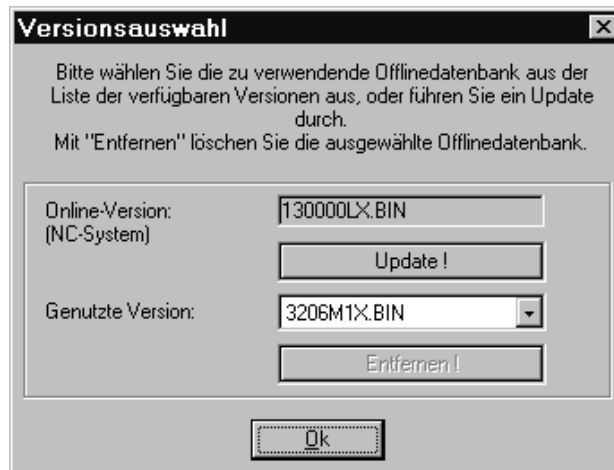 Versionsauswahl
Bitte wählen Sie die zu verwendende Offlinedatenbank aus der
Liste der verfügbaren Versionen aus, oder führen Sie ein Update
durch.
Mit "Entfernen" löschen Sie die ausgewählte Offlinedatenbank.
Online-Version: 130000LX.BIN
(NC-System)
Update !
Genutzte Version: 3206M1X.BIN
Entfernen !
Ok